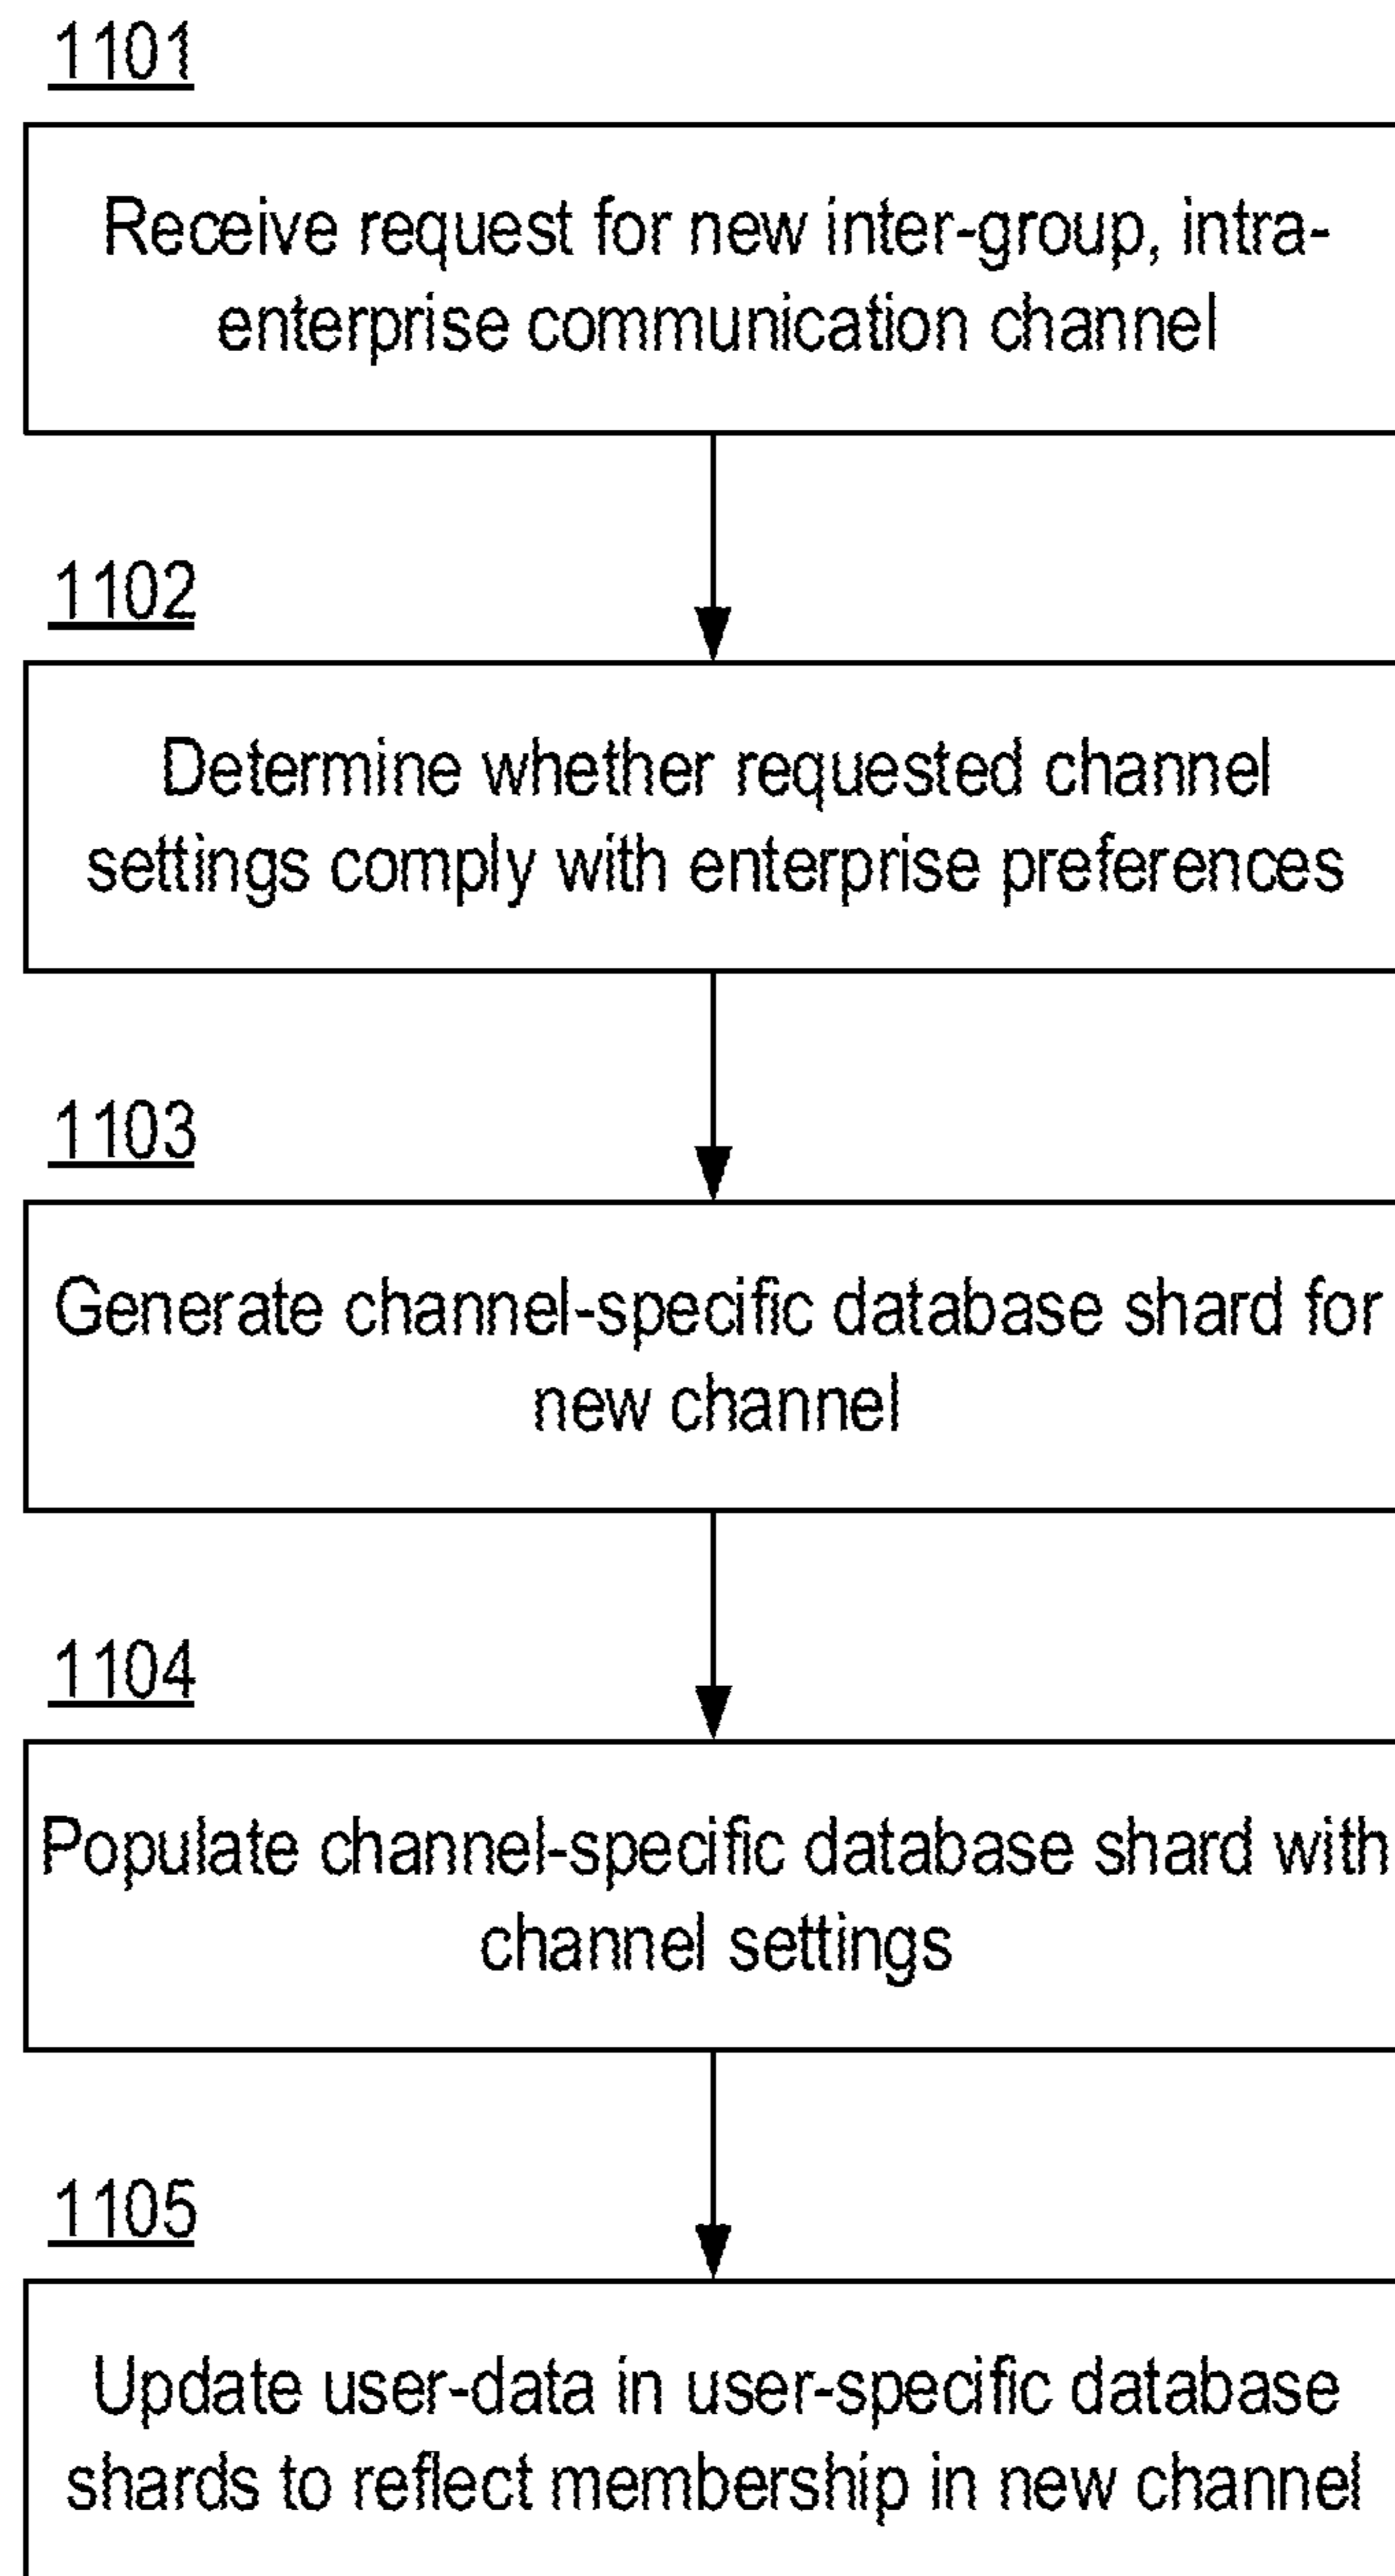 1101
Receive request for new inter-group, intra-
enterprise communication channel
1102
Determine whether requested channel
settings comply with enterprise preferences
1103
Generate channel-specific database shard for
new channel
1104
Populate channel-specific database shard with
channel settings
1105
Update user-data in user-specific database
shards to reflect membership in new channel